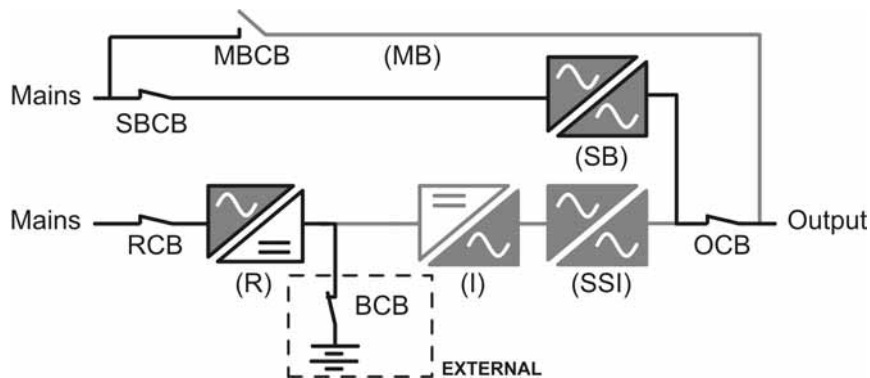 MBCB
(MB)
Mains
SBCB
(SB)
Mains
RCB
(R)
(I)
(SSI)
OCB
Output
BCB
EXTERNAL